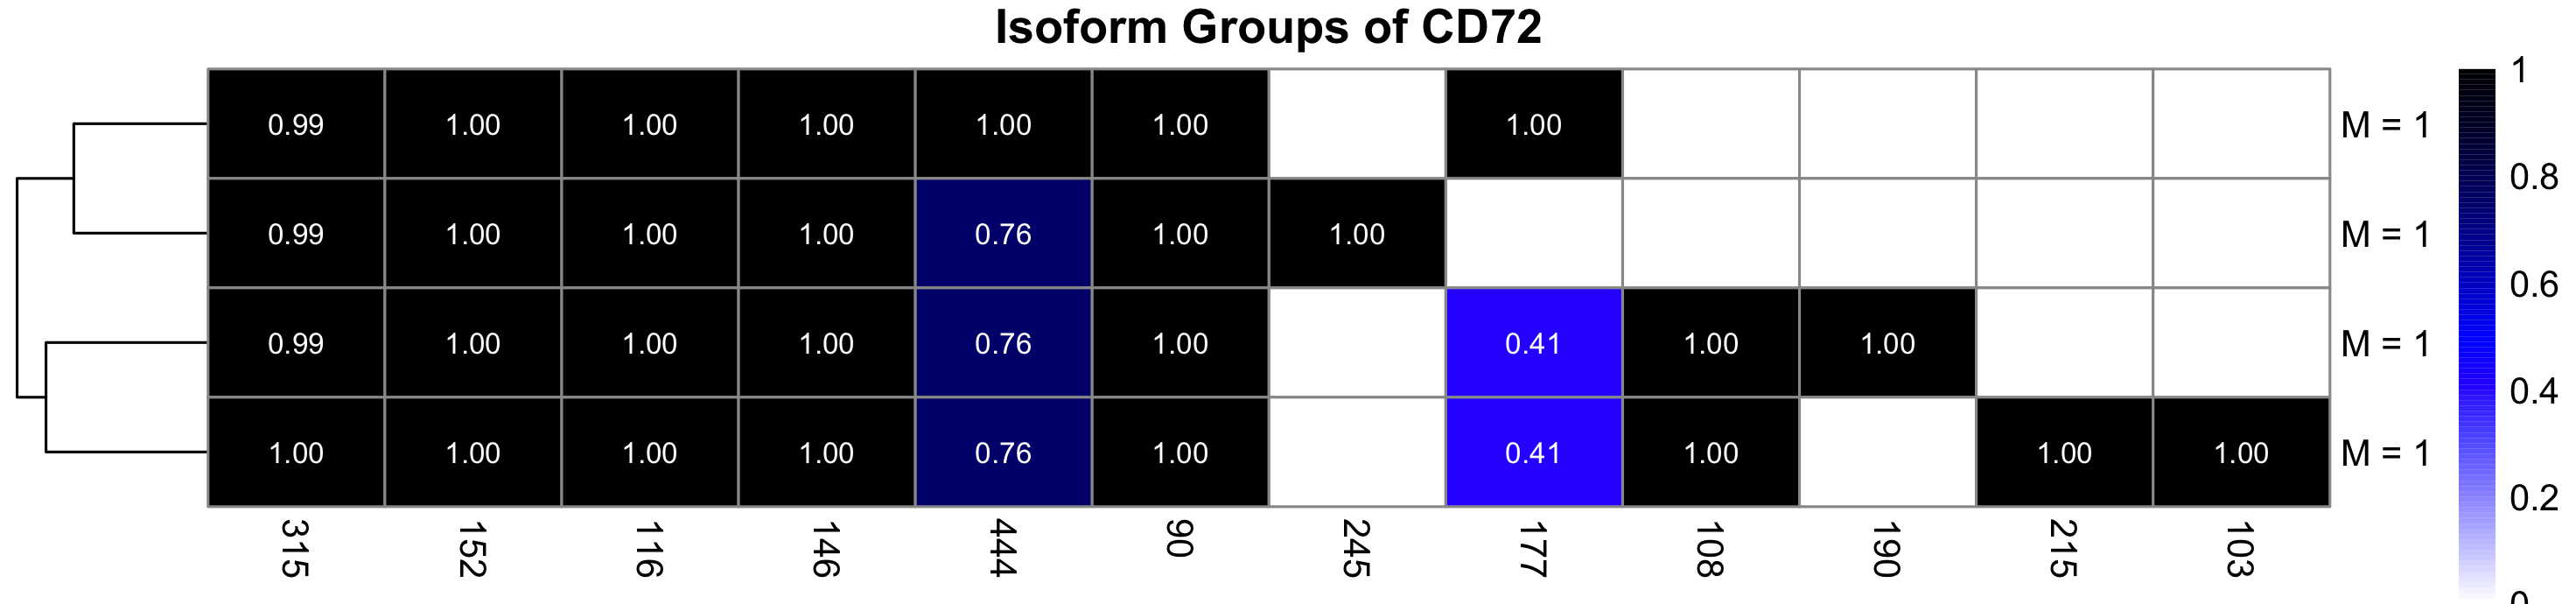 Isoform Groups of CD72
0.99 1.00 1.00 1.00 1.00 1.00 1.00 M = 1
0.99 1.00 1.00 1.00 0.76 1.00 1.00 M = 1
0.99 1.00 1.00 1.00 0.76 1.00 0.41 1.00 1.00 M = 1
1.00 1.00 1.00 1.00 0.76 1.00 0.41 1.00 1.00 1.00 M = 1
315 152 116 146 444 90 245 177 108 190 215 103
1
0.8
0.6
0.4
0.2
0